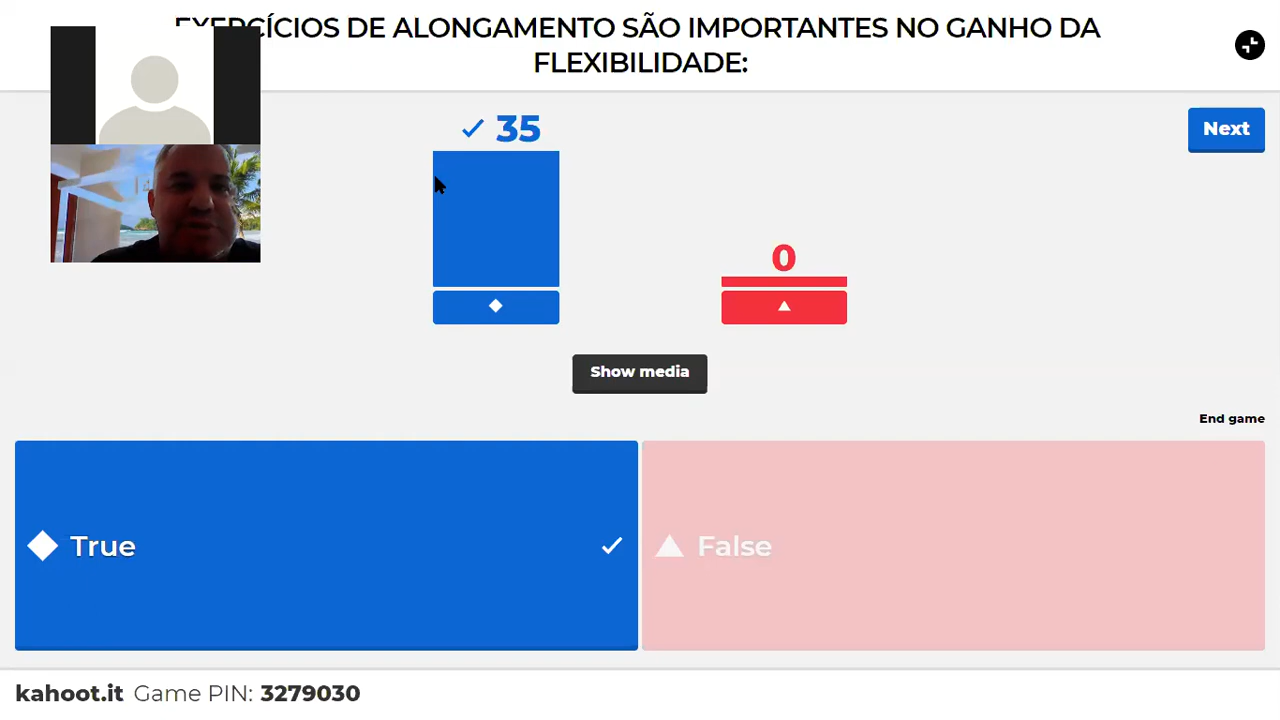 EXERCÍCIOS DE ALONGAMENTO SÃO IMPORTANTES NO GANHO DA
FLEXIBILIDADE:
35
Next
0
Show media
End game
True
False
kahoot.it Game PIN: 3279030